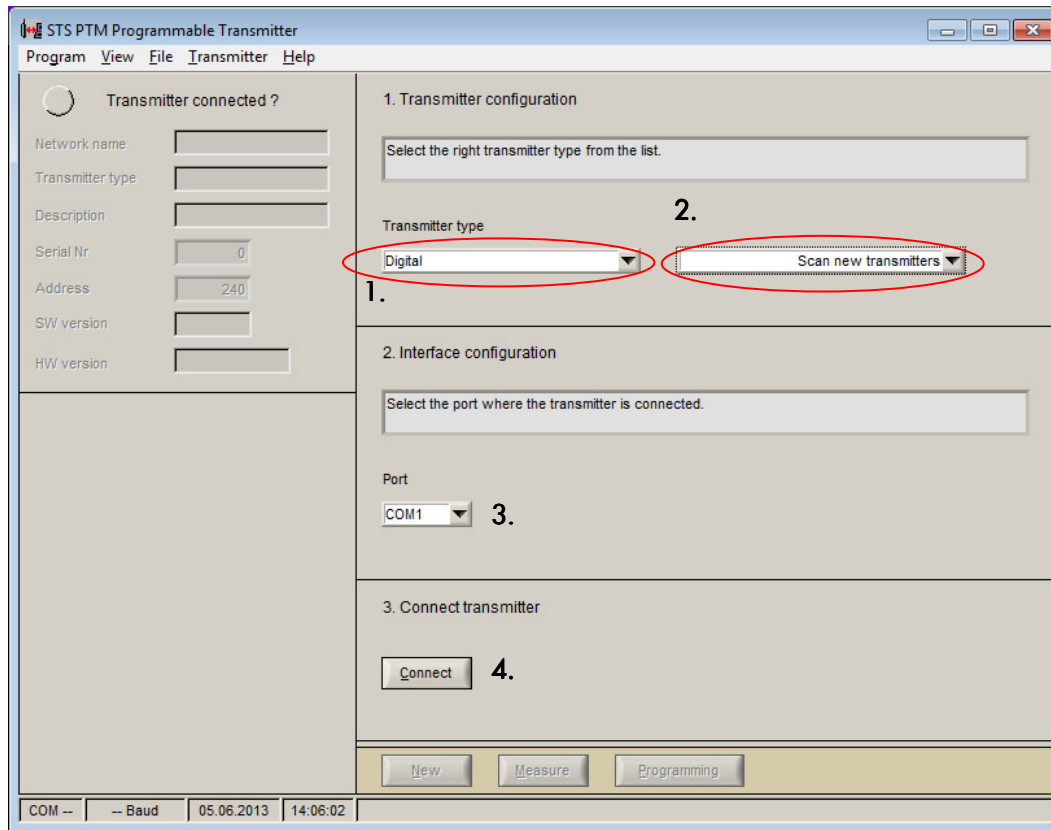 STS PTM Programmable Transmitter
Program View File Transmitter Help
Transmitter connected ?
Network name
Transmitter type
Description
Serial Nr 0
Address 240
SW version
HW version
1. Transmitter configuration
Select the right transmitter type from the list.
2.
Transmitter type
Digital
Scan new transmitters
1.
2. Interface configuration
Select the port where the transmitter is connected.
Port
COM1
3.
3. Connect transmitter
Connect
4.
New Measure Programming
COM -- -- Baud 05.06.2013 14:06:02